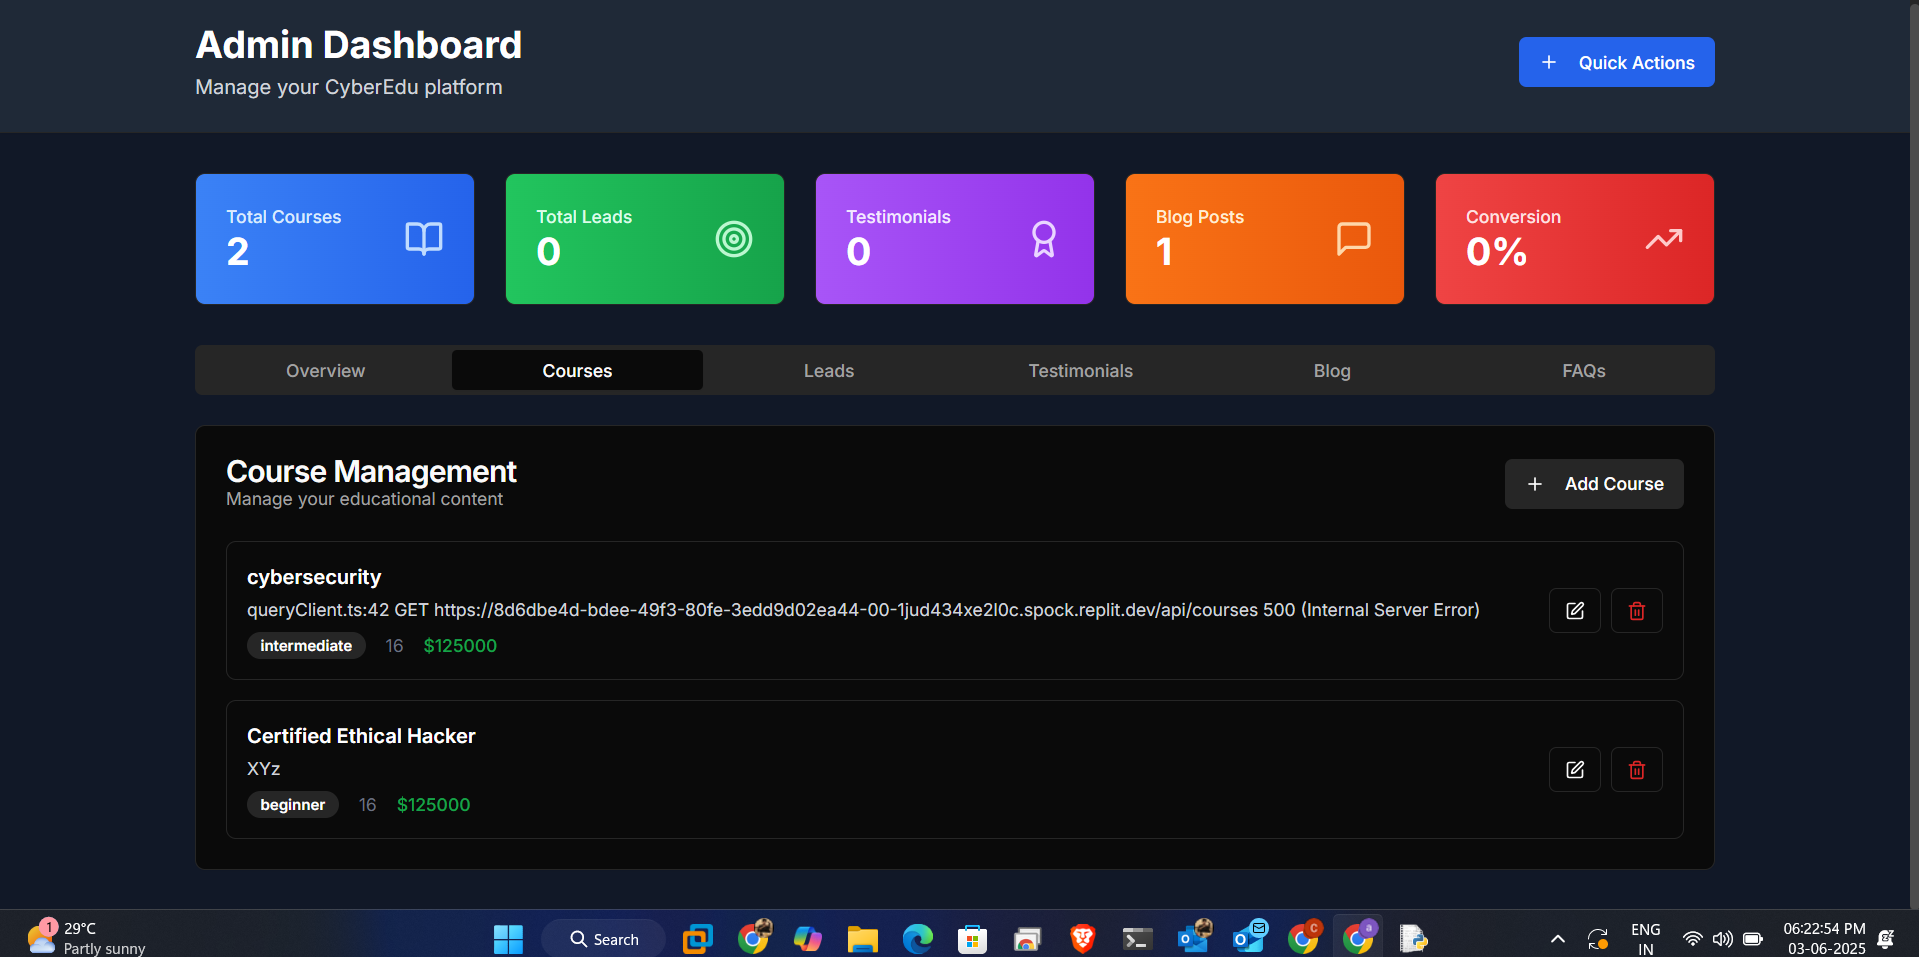 Admin Dashboard
Manage your CyberEdu platform
Quick Actions
Total Courses
2
Total Leads
0
Testimonials
0
Blog Posts
1
Conversion
0%
Overview
Courses
Leads
Testimonials
Blog
FAQs
Course Management
Manage your educational content
Add Course
cybersecurity
queryClient.ts:42 GET https://8d6dbe4d-bdee-49f3-80fe-3edd9d02ea44-00-1jud434xe2l0c.spock.replit.dev/api/courses 500 (Internal Server Error)
intermediate 16 $125000
Certified Ethical Hacker
XYz
beginner 16 $125000
1
29°C
Partly sunny
Search
C
a
ENG
IN
06:22:54 PM
03-06-2025